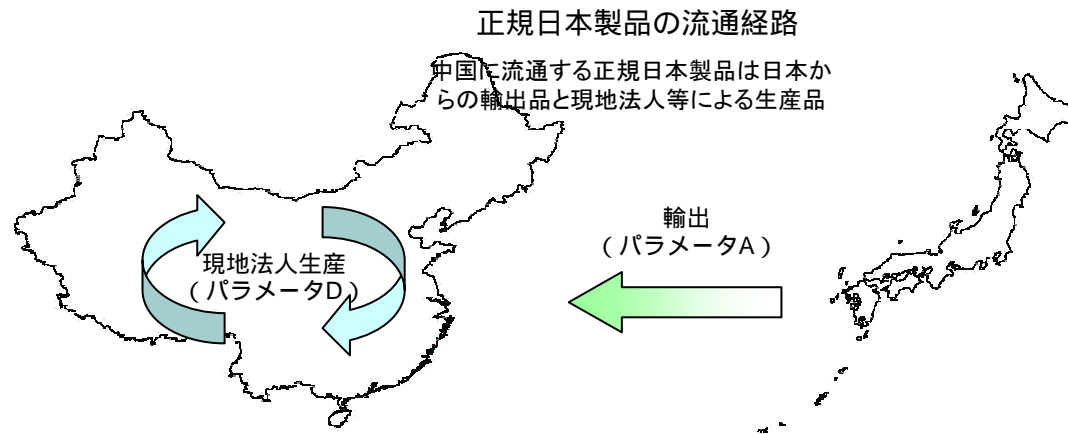 正規日本製品の流通経路
中国に流通する正規日本製品は日本か
らの輸出品と現地法人等による生産品
輸出
（パラメータA）
現地法人生産
（パラメータD）